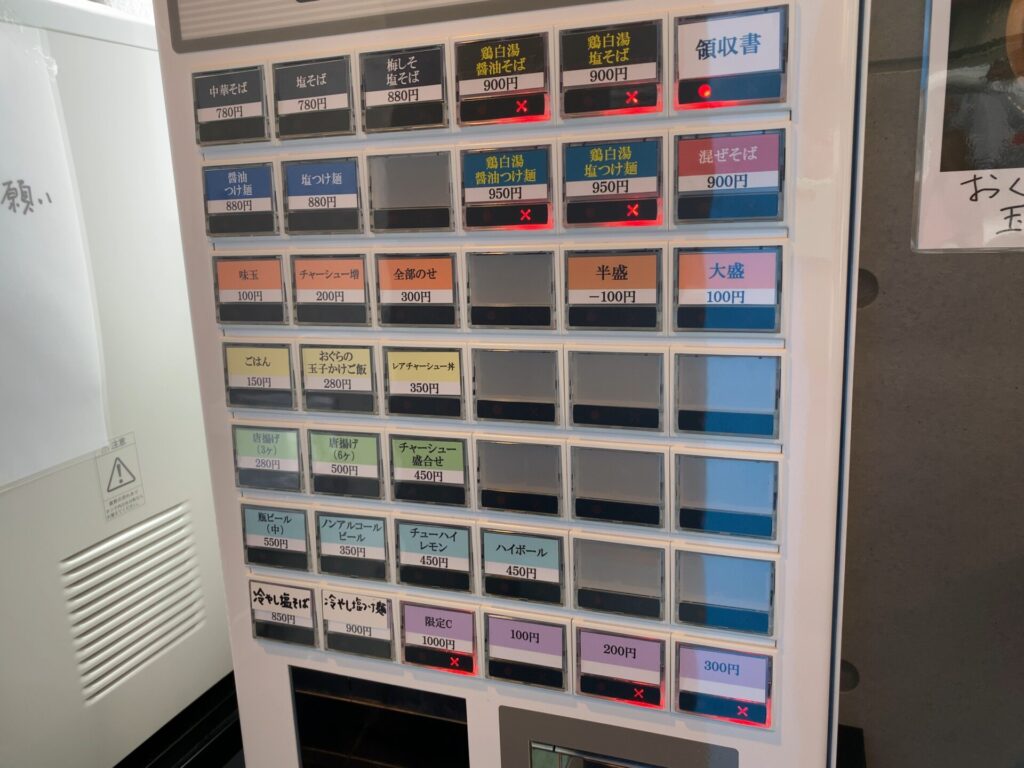 中華そば
780円
塩そば
780円
梅しそ
塩そば
880円
鶏白湯
醤油そば
900円
鶏白湯
塩そば
900円
領収書
醤油
つけ麺
880円
塩つけ麺
880円
鶏白湯
醤油つけ麺
950円
鶏白湯
塩つけ麺
950円
混ぜそば
900円
味玉
100円
チャーシュー増
200円
全部のせ
300円
半盛
−100円
大盛
100円
ごはん
150円
おぐらの
玉子かけご飯
280円
レアチャーシュー丼
350円
唐揚げ
(3ヶ)
280円
唐揚げ
(6ヶ)
500円
チャーシュー
盛合せ
450円
瓶ビール
(中)
550円
ノンアルコール
ビール
350円
チューハイ
レモン
450円
ハイボール
450円
冷やし塩そば
850円
冷やし塩つけ麺
900円
限定C
1000円
100円
200円
300円
願い
注意
おく
玉